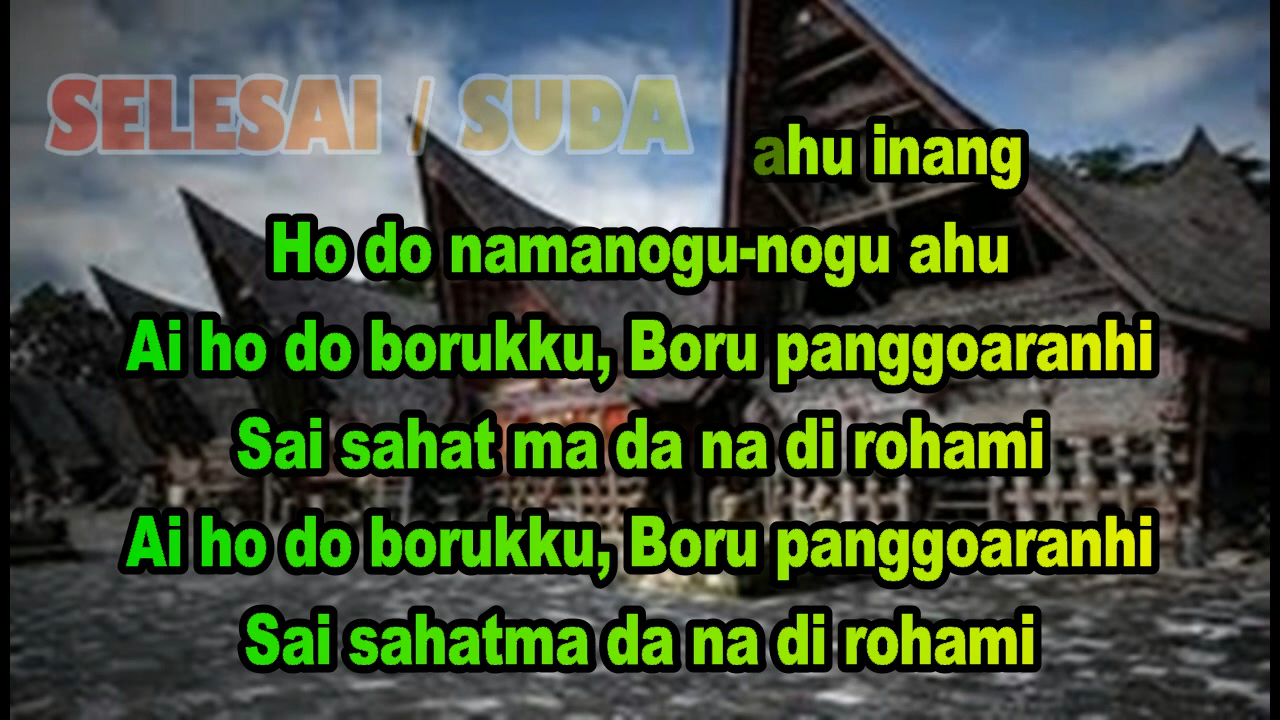 SELESAI / SUDA
ahu inang
Ho do namanogu-nogu ahu
Ai ho do borukku, Boru panggoaranhi
Sai sahat ma da na di rohami
Ai ho do borukku, Boru panggoaranhi
Sai sahatma da na di rohami